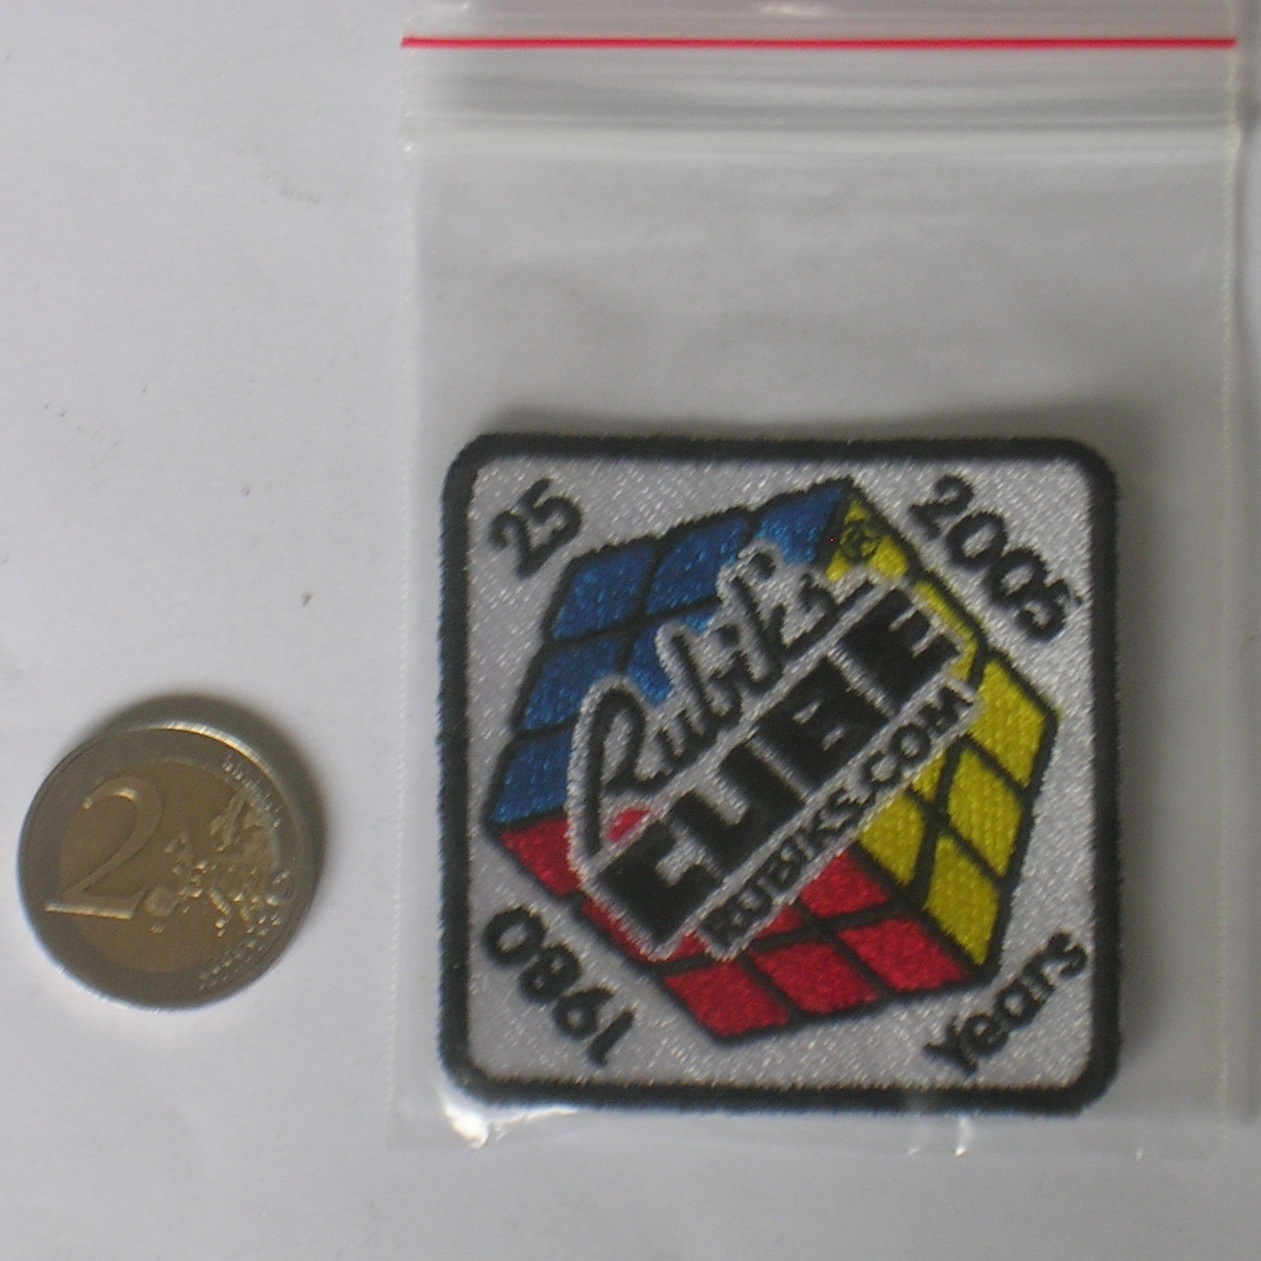 25
2005
Rubik's
®
CUBE
RUBIKS.COM
1980
Years
2